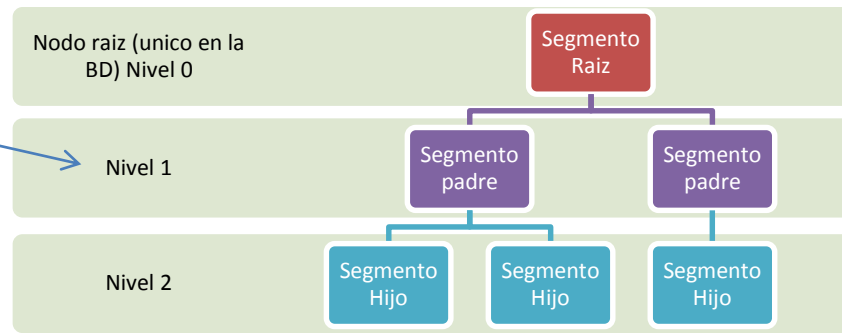 Nodo raiz (unico en la
BD) Nivel 0
Segmento
Raiz
Nivel 1
Segmento
padre
Segmento
padre
Nivel 2
Segmento
Hijo
Segmento
Hijo
Segmento
Hijo